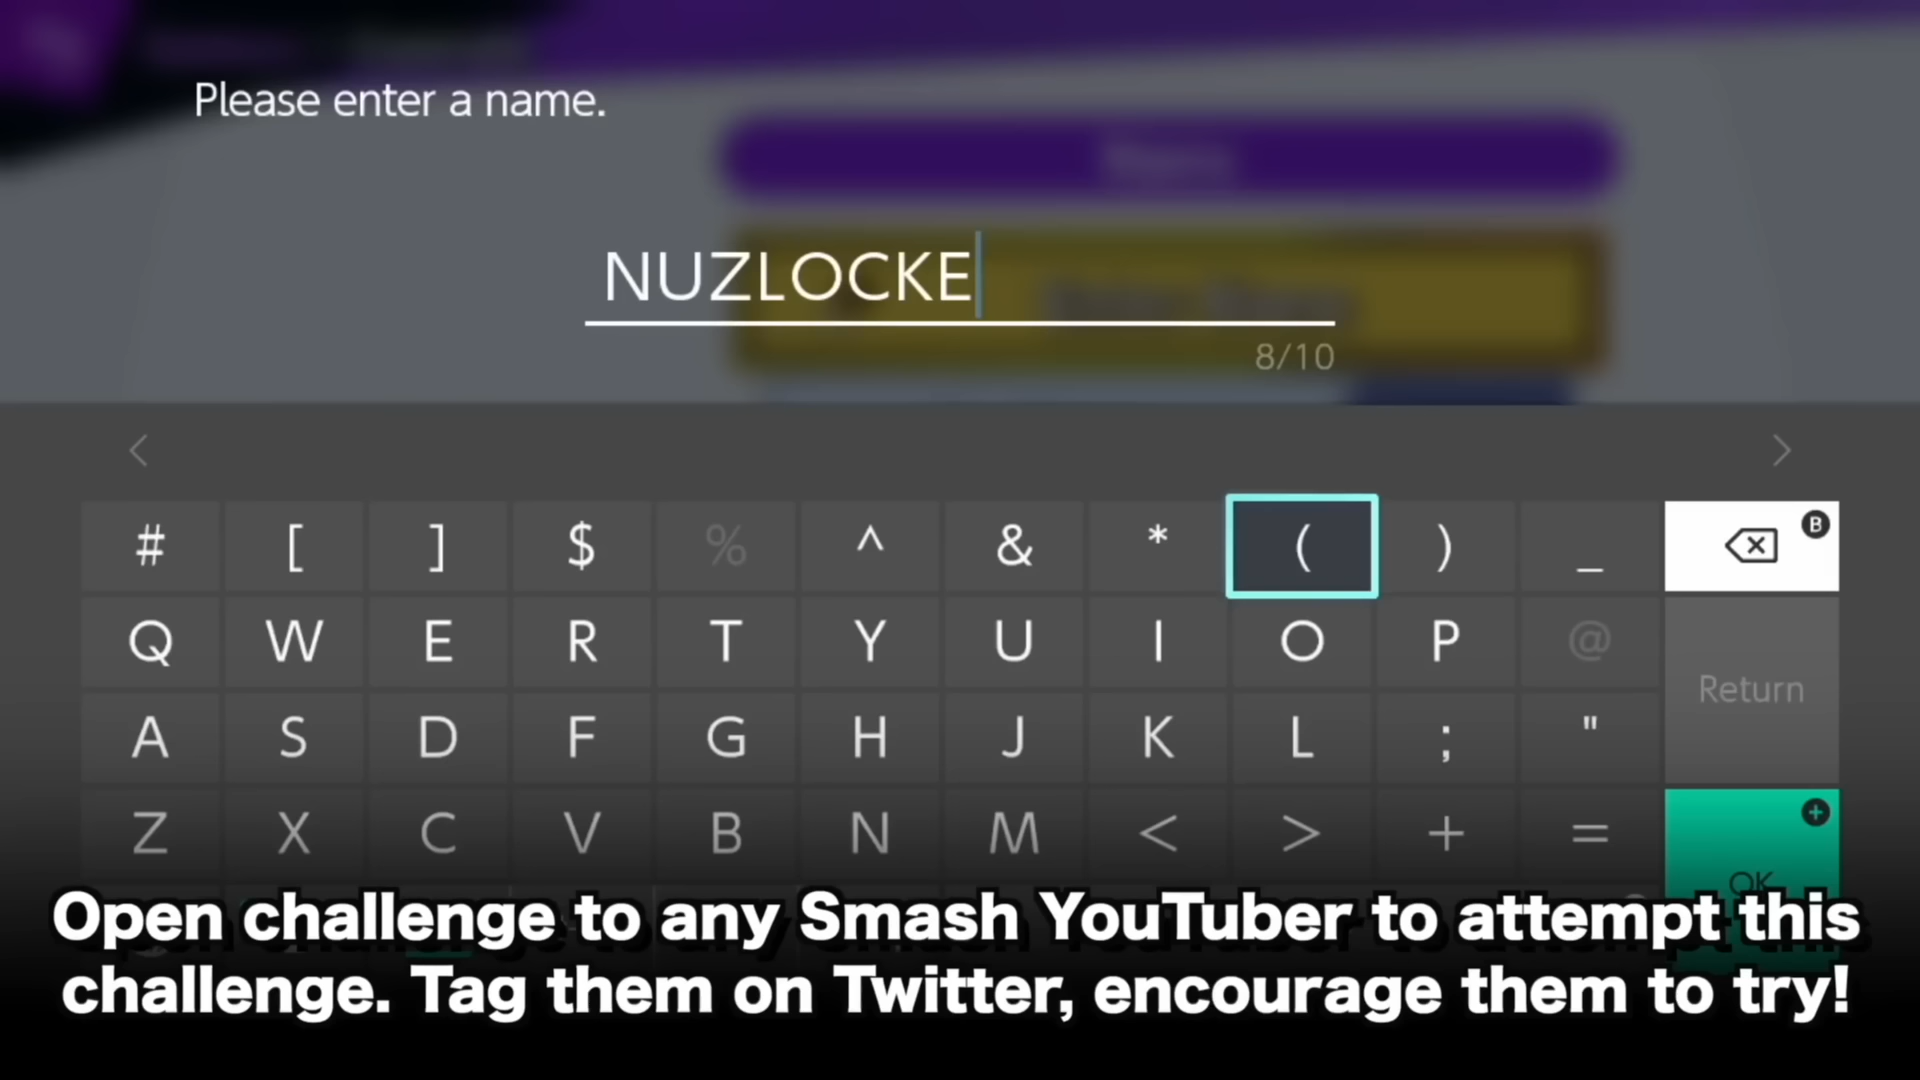 Please enter a name.
NUZLOCKE
8/10
< >
# [ ] $ % ^ & * ( ) _ B
Q W E R T Y U I O P @
Return
A S D F G H J K L ; "
Z X C V B N M < > + = +
OK
Open challenge to any Smash YouTuber to attempt this
challenge. Tag them on Twitter, encourage them to try!